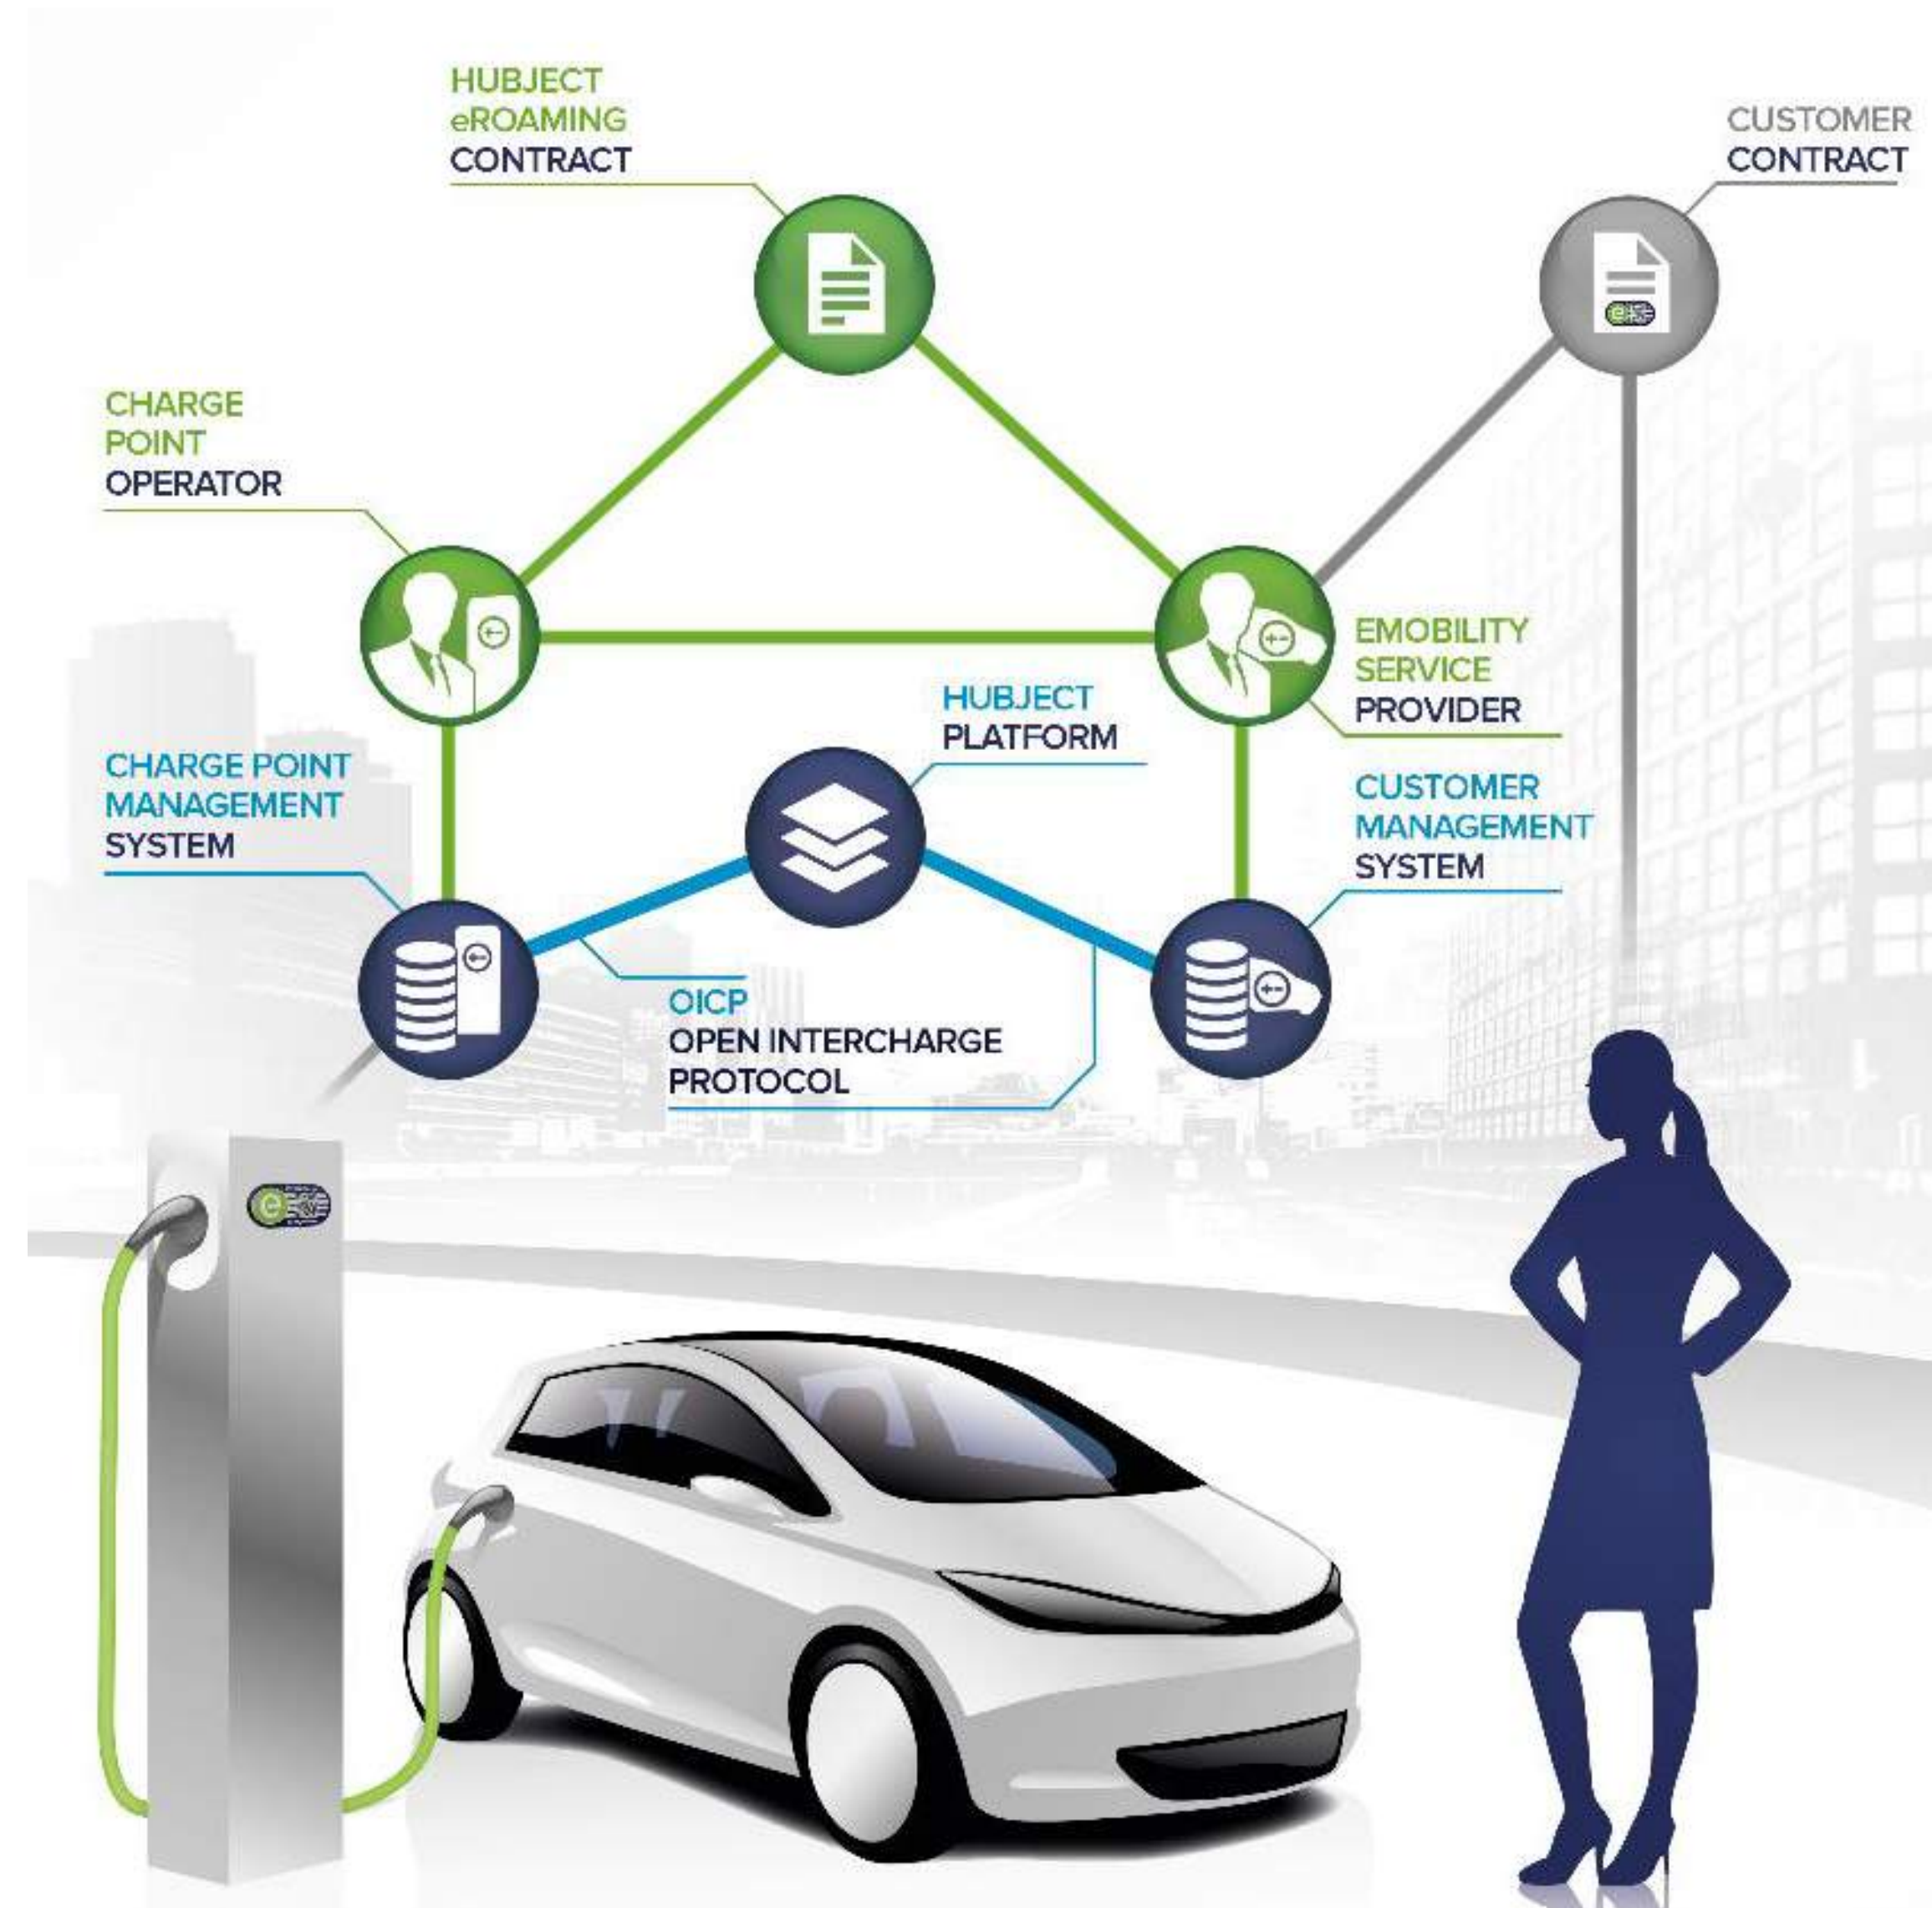 HUBJECT
eROAMING
CONTRACT
CUSTOMER
CONTRACT
CHARGE
POINT
OPERATOR
EMOBILITY
SERVICE
PROVIDER
HUBJECT
PLATFORM
CHARGE POINT
MANAGEMENT
SYSTEM
CUSTOMER
MANAGEMENT
SYSTEM
OICP
OPEN INTERCHARGE
PROTOCOL